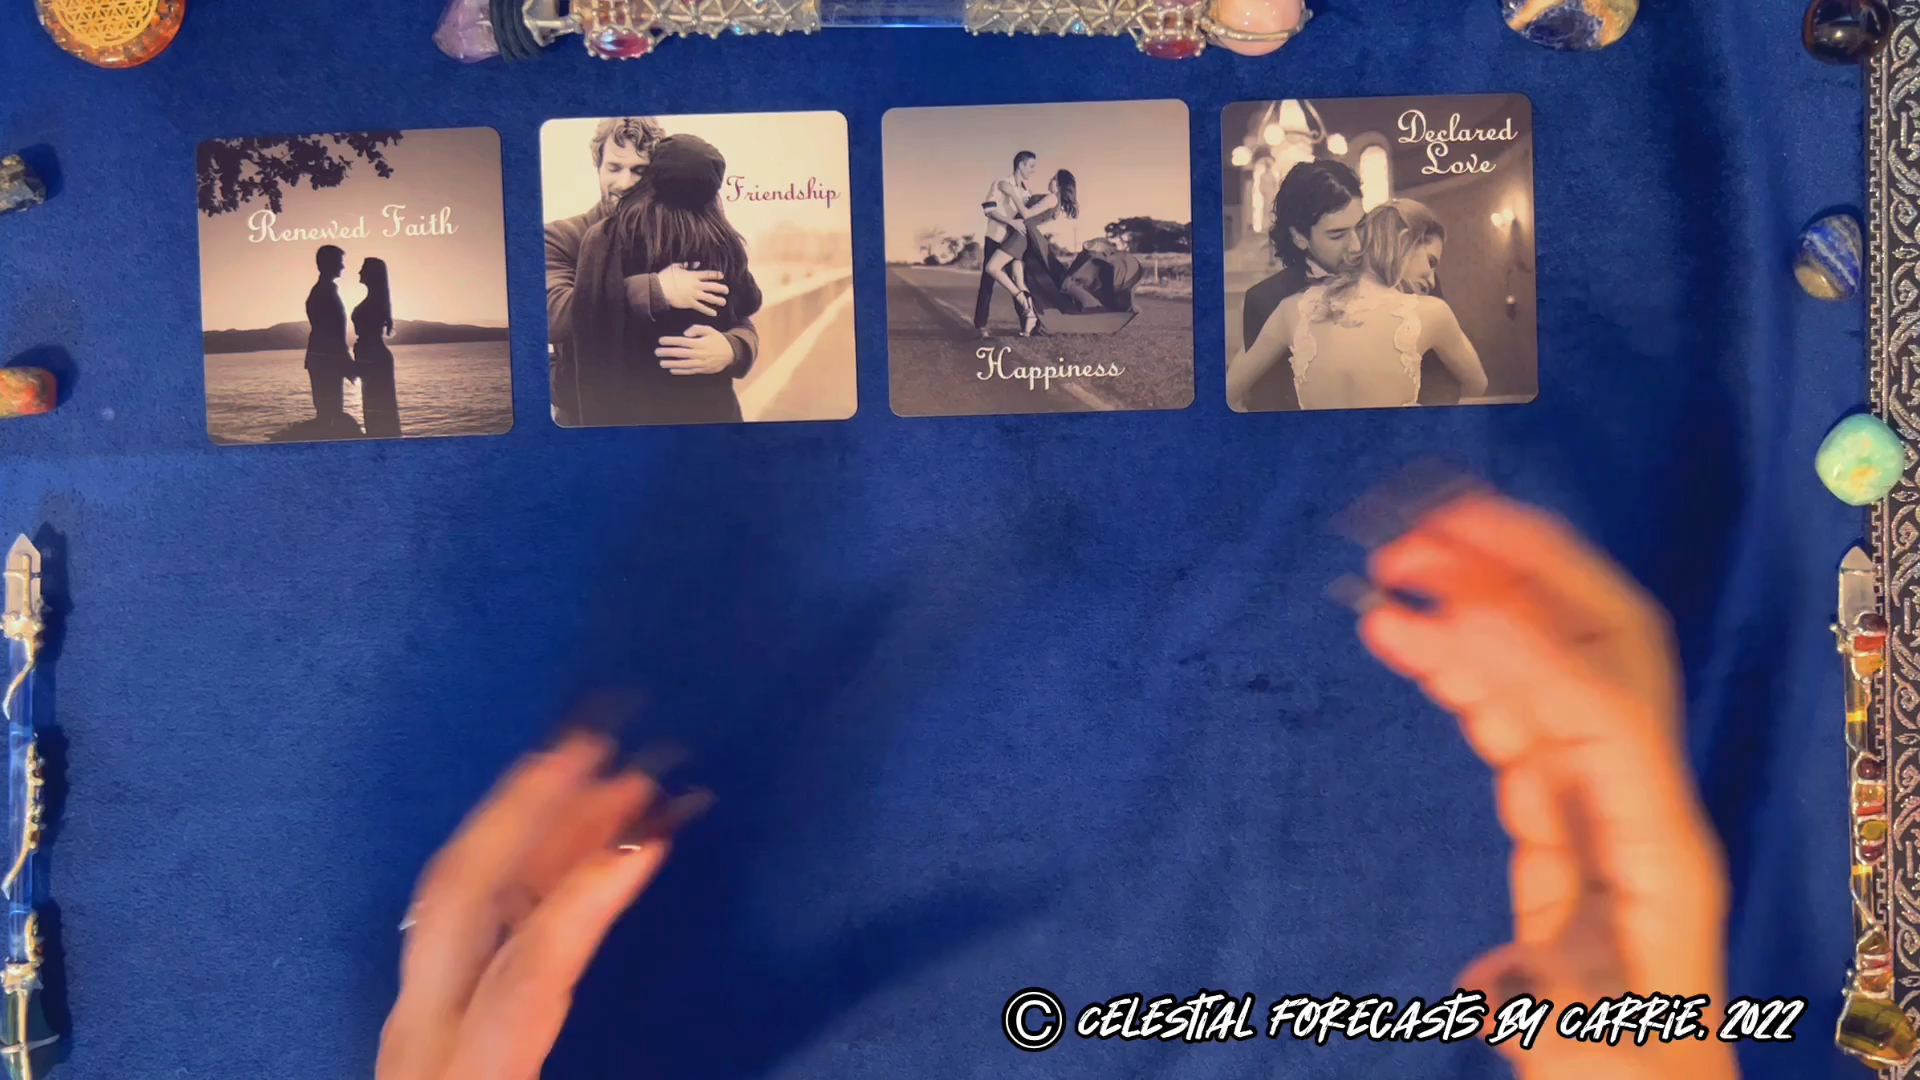 Renewed Faith
Friendship
Happiness
Declared
Love
© CELESTIAL FORECASTS BY CARRIE. 2022